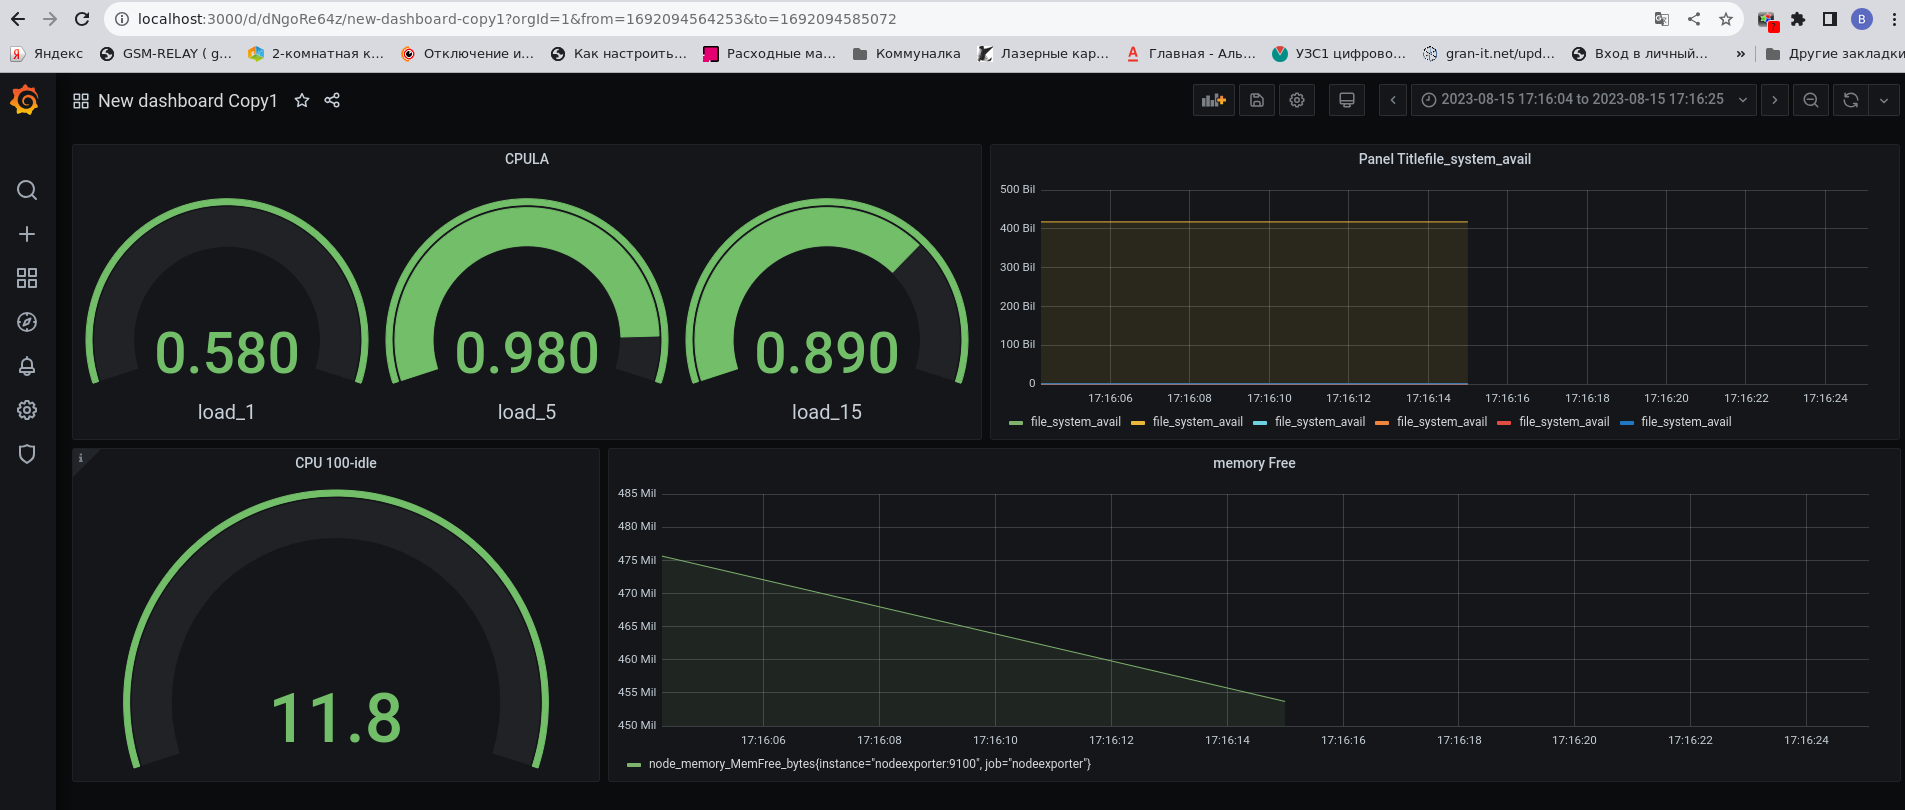 localhost:3000/d/dNgoRe64z/new-dashboard-copy1?orgId=1&from=1692094564253&to=1692094585072
B
Яндекс GSM-RELAY ( g... 2-комнатная к... Отключение и... Как настроить... Расходные ма... Коммуналка Лазерные кар... Главная - Аль... УЗС1 цифрово... gran-it.net/upd... Вход в личный... » Другие закладки
New dashboard Copy1 2023-08-15 17:16:04 to 2023-08-15 17:16:25
CPULA
0.580 0.980 0.890
load_1 load_5 load_15
Panel Titlefile_system_avail
500 Bil
400 Bil
300 Bil
200 Bil
100 Bil
0
17:16:06 17:16:08 17:16:10 17:16:12 17:16:14 17:16:16 17:16:18 17:16:20 17:16:22 17:16:24
file_system_avail file_system_avail file_system_avail file_system_avail file_system_avail file_system_avail
i
CPU 100-idle
11.8
memory Free
485 Mil
480 Mil
475 Mil
470 Mil
465 Mil
460 Mil
455 Mil
450 Mil
17:16:06 17:16:08 17:16:10 17:16:12 17:16:14 17:16:16 17:16:18 17:16:20 17:16:22 17:16:24
node_memory_MemFree_bytes{instance="nodeexporter:9100", job="nodeexporter"}